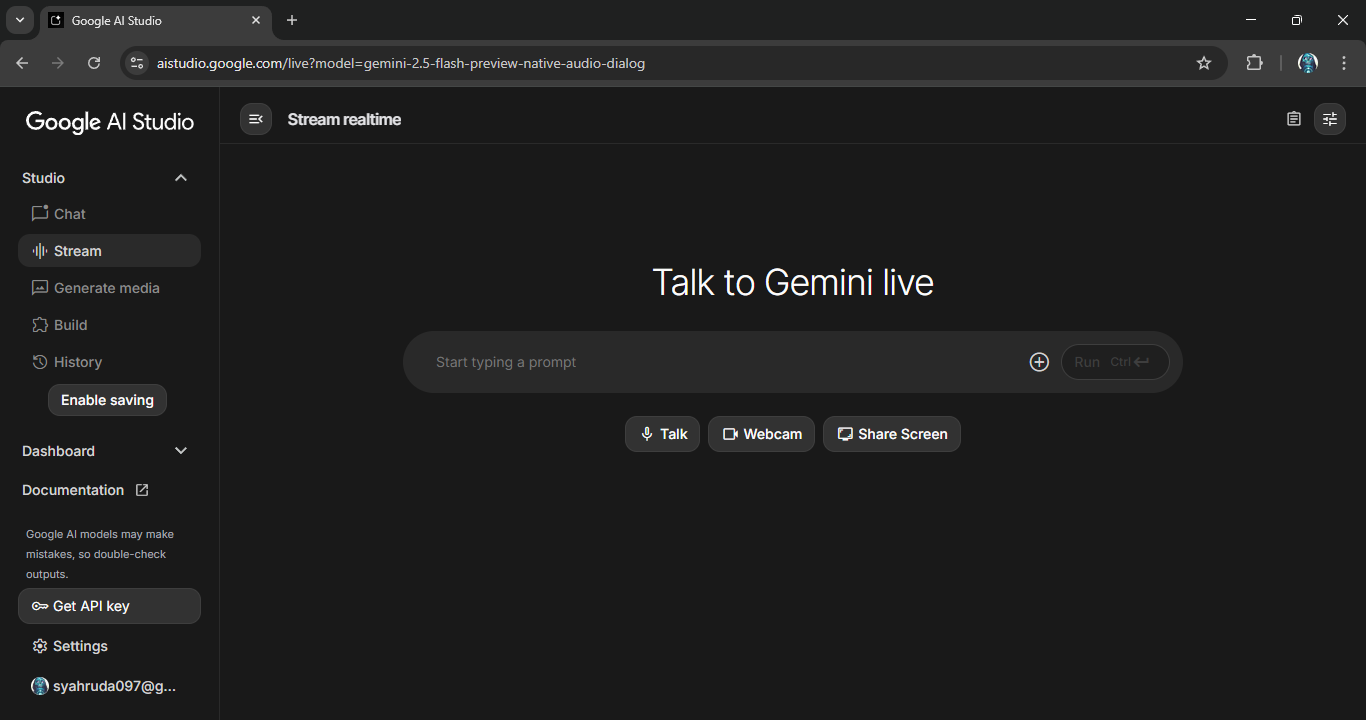 Google AI Studio
aistudio.google.com/live?model=gemini-2.5-flash-preview-native-audio-dialog
Google AI Studio
Stream realtime
Studio
Chat
Stream
Generate media
Build
History
Enable saving
Dashboard
Documentation
Google AI models may make
mistakes, so double-check
outputs.
Get API key
Settings
syahruda097@g...
Talk to Gemini live
Start typing a prompt
Run Ctrl
Talk
Webcam
Share Screen